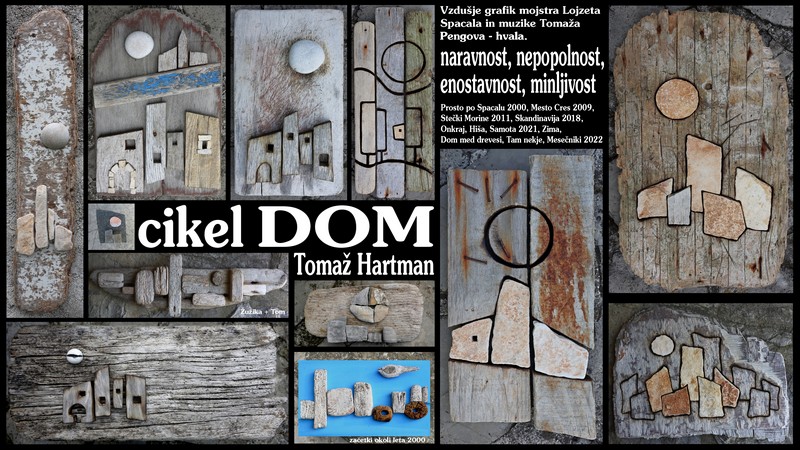 Vzdušje grafik mojstra Lojzeta
Spacala in muzike Tomaža
Pengova - hvala.
naravnost, nepopolnost,
enostavnost, minljivost
Prosto po Spacalu 2000, Mesto Cres 2009,
Stečki Morine 2011, Skandinavija 2018,
Onkraj, Hiša, Samota 2021, Zima,
Dom med drevesi, Tam nekje, Mesečniki 2022
cikel DOM
Tomaž Hartman
Žužika + Tom
začetki okoli leta 2000